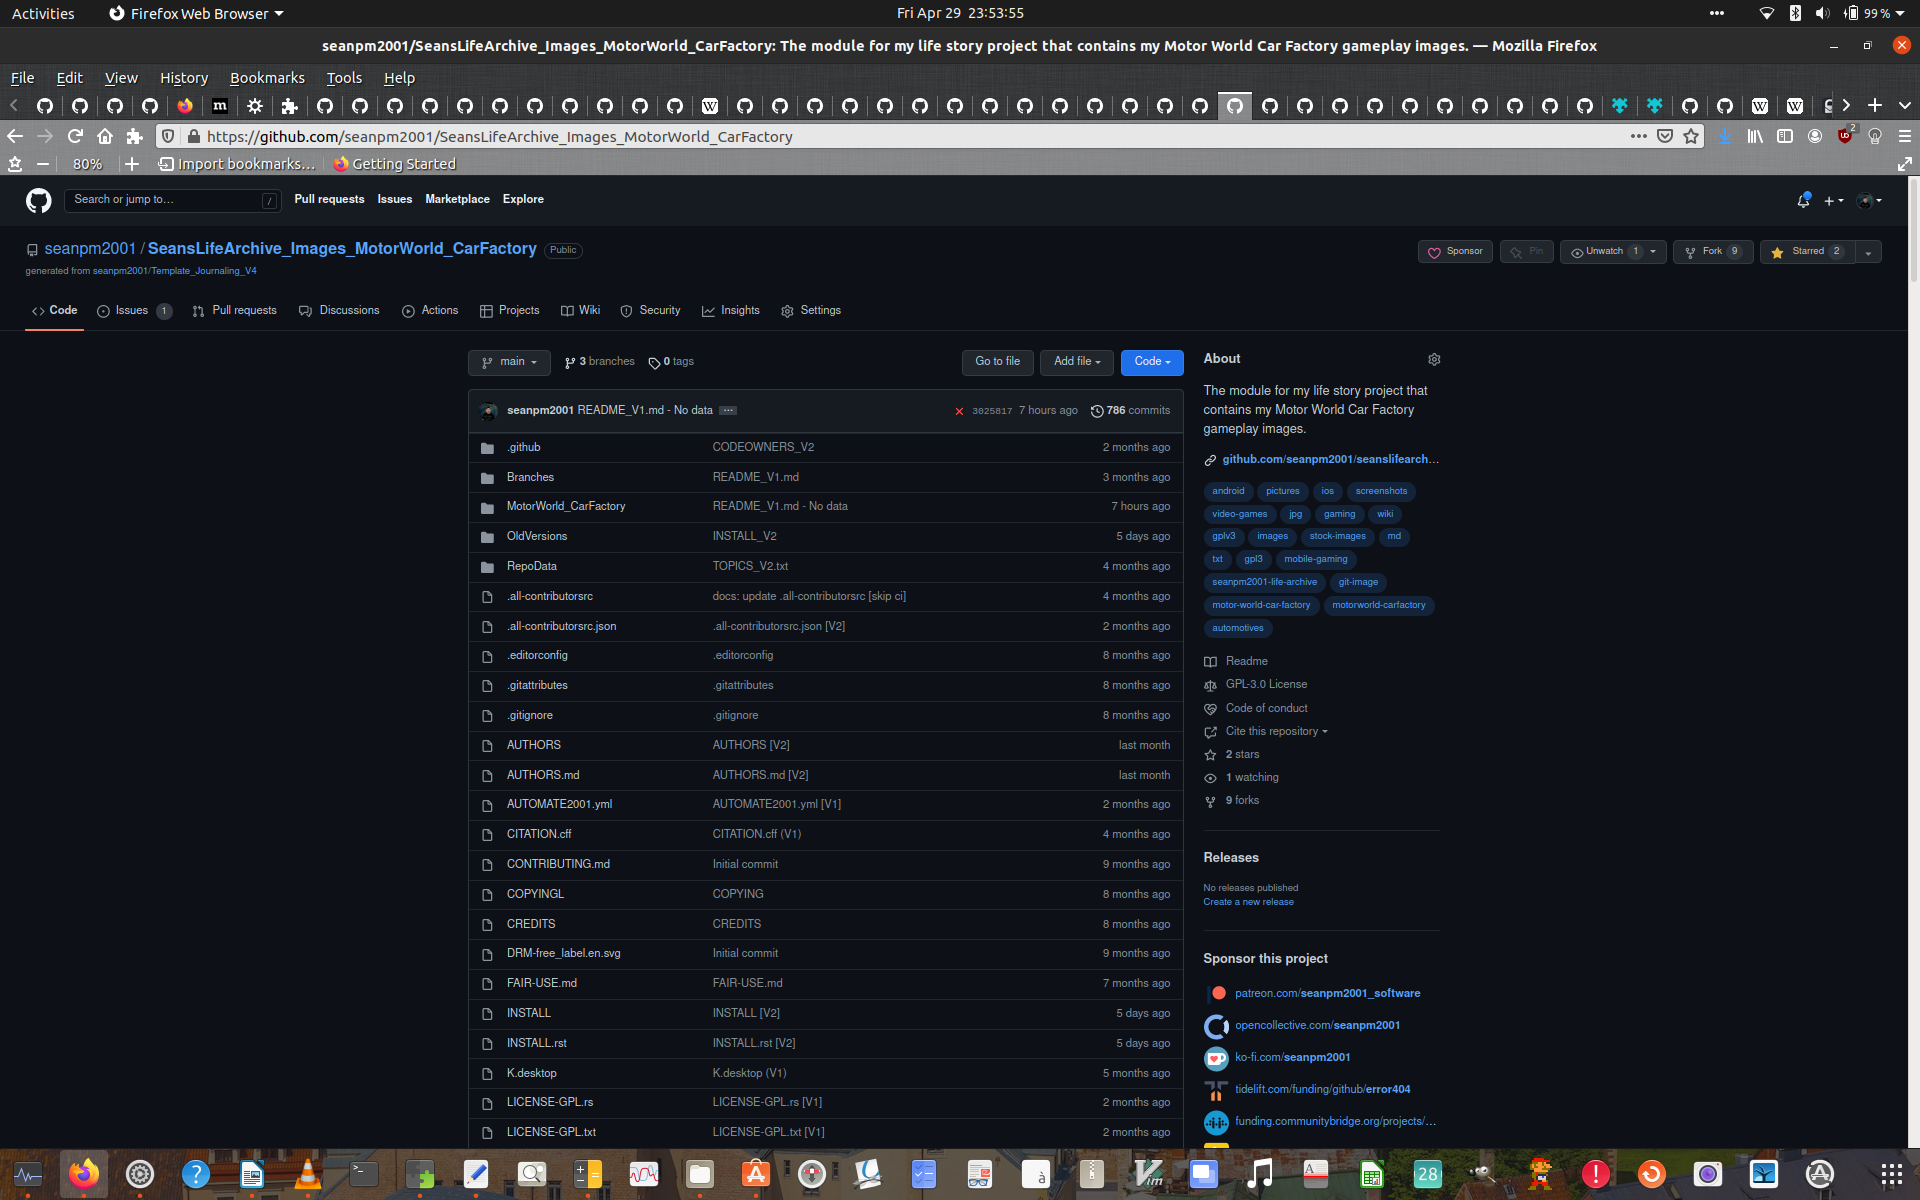 Activities
Firefox Web Browser
Fri Apr 29 23:53:55
99 %
seanpm2001/SeansLifeArchive_Images_MotorWorld_CarFactory: The module for my life story project that contains my Motor World Car Factory gameplay images. — Mozilla Firefox
File Edit View History Bookmarks Tools Help
https://github.com/seanpm2001/SeansLifeArchive_Images_MotorWorld_CarFactory
2
80%
Import bookmarks...
Getting Started
Search or jump to...
/
Pull requests Issues Marketplace Explore
seanpm2001 / SeansLifeArchive_Images_MotorWorld_CarFactory Public
Sponsor Pin Unwatch 1 Fork 9 Starred 2
generated from seanpm2001/Template_Journaling_V4
Code Issues 1 Pull requests Discussions Actions Projects Wiki Security Insights Settings
main 3 branches 0 tags Go to file Add file Code
seanpm2001 README_V1.md - No data ... 3025817 7 hours ago 786 commits
.github CODEOWNERS_V2 2 months ago
Branches README_V1.md 3 months ago
MotorWorld_CarFactory README_V1.md - No data 7 hours ago
OldVersions INSTALL_V2 5 days ago
RepoData TOPICS_V2.txt 4 months ago
.all-contributorsrc docs: update .all-contributorsrc [skip ci] 4 months ago
.all-contributorsrc.json .all-contributorsrc.json [V2] 2 months ago
.editorconfig .editorconfig 8 months ago
.gitattributes .gitattributes 8 months ago
.gitignore .gitignore 8 months ago
AUTHORS AUTHORS [V2] last month
AUTHORS.md AUTHORS.md [V2] last month
AUTOMATE2001.yml AUTOMATE2001.yml [V1] 2 months ago
CITATION.cff CITATION.cff (V1) 4 months ago
CONTRIBUTING.md Initial commit 9 months ago
COPYINGL COPYING 8 months ago
CREDITS CREDITS 8 months ago
DRM-free_label.en.svg Initial commit 9 months ago
FAIR-USE.md FAIR-USE.md 7 months ago
INSTALL INSTALL [V2] 5 days ago
INSTALL.rst INSTALL.rst [V2] 5 days ago
K.desktop K.desktop (V1) 5 months ago
LICENSE-GPL.rs LICENSE-GPL.rs [V1] 2 months ago
LICENSE-GPL.txt LICENSE-GPL.txt [V1] 2 months ago
About
The module for my life story project that
contains my Motor World Car Factory
gameplay images.
github.com/seanpm2001/seanslifearch...
android pictures ios screenshots
video-games jpg gaming wiki
gplv3 images stock-images md
txt gpl3 mobile-gaming
seanpm2001-life-archive git-image
motor-world-car-factory motorworld-carfactory
automotives
Readme
GPL-3.0 License
Code of conduct
Cite this repository
2 stars
1 watching
9 forks
Releases
No releases published
Create a new release
Sponsor this project
patreon.com/seanpm2001_software
opencollective.com/seanpm2001
ko-fi.com/seanpm2001
tidelift.com/funding/github/error404
funding.communitybridge.org/projects/...
28